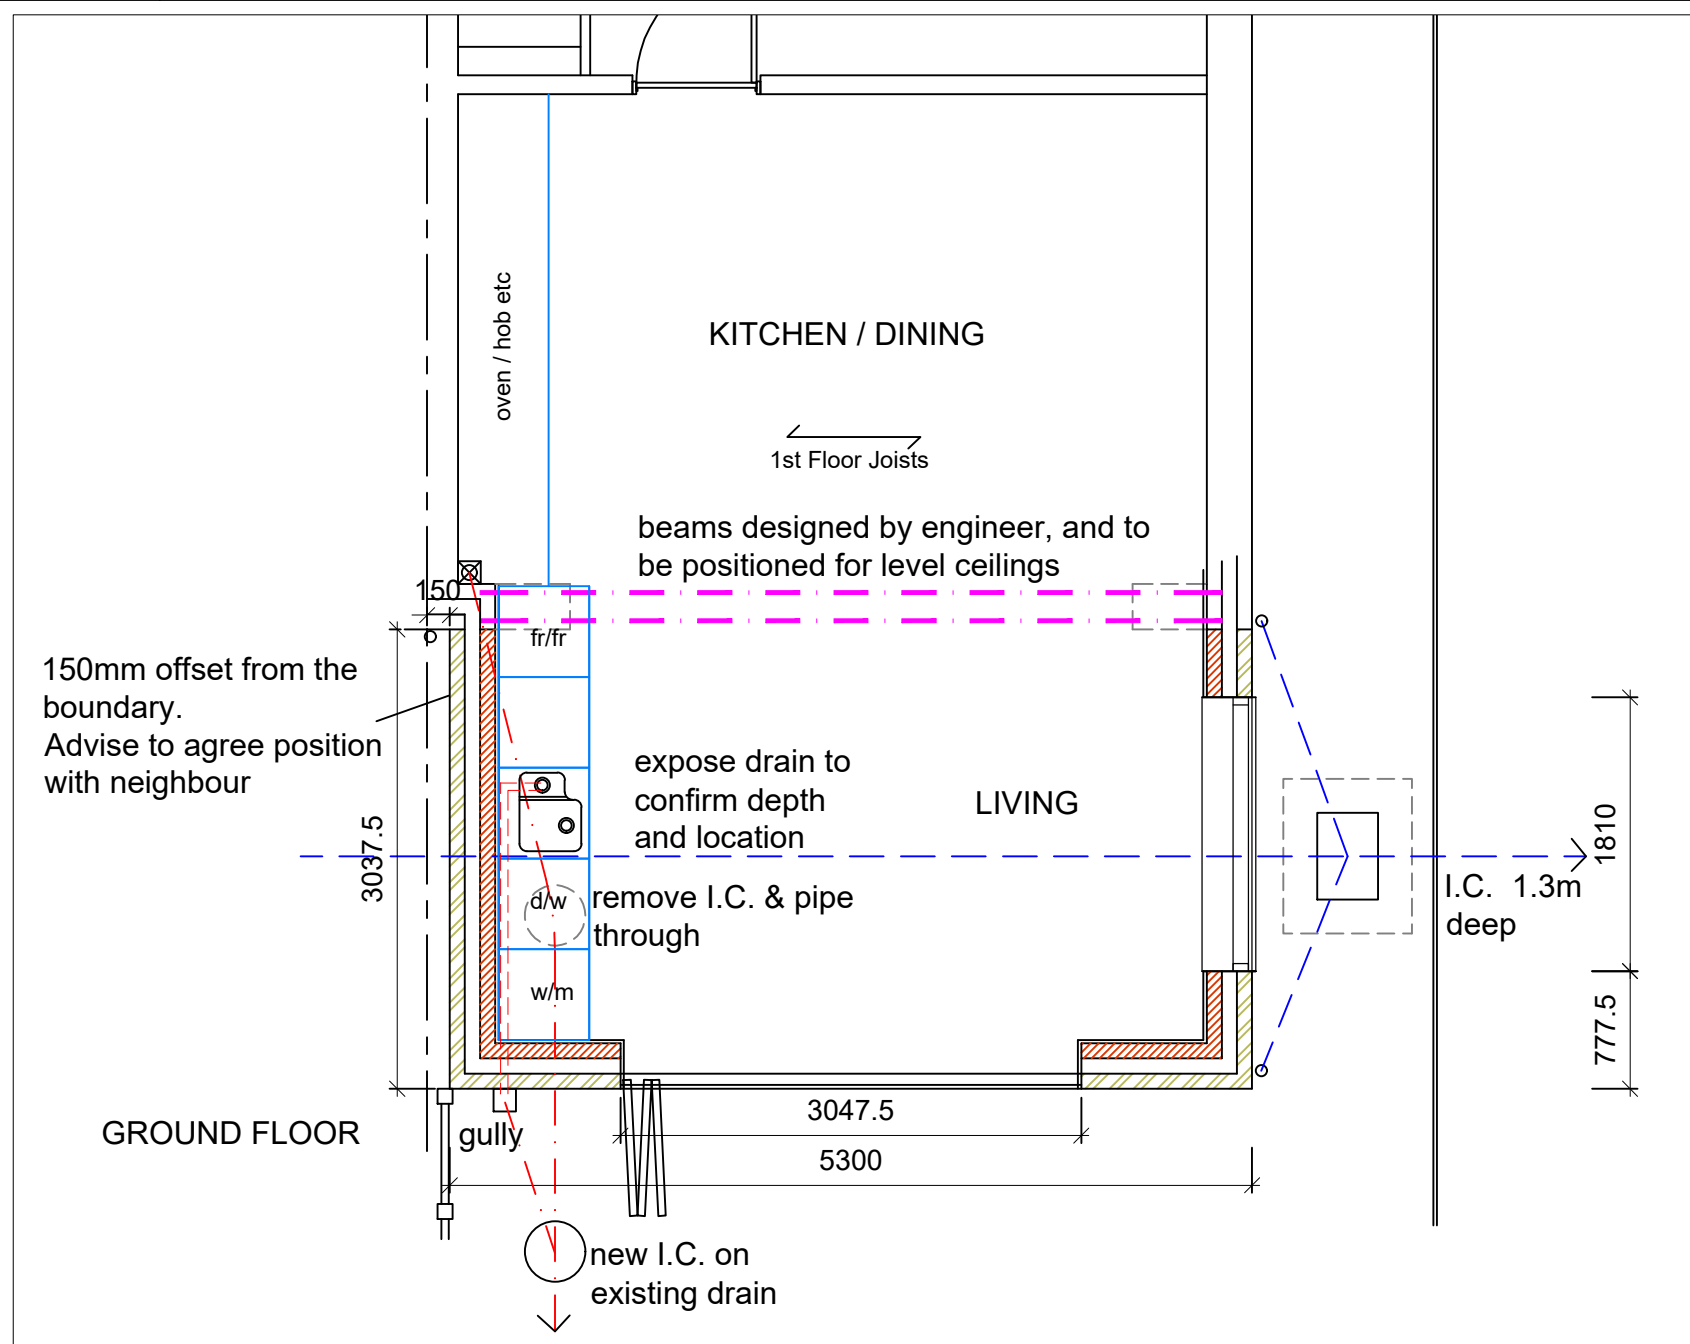 oven / hob etc
KITCHEN / DINING
1st Floor Joists
beams designed by engineer, and to
be positioned for level ceilings
150
fr/fr
150mm offset from the
boundary.
Advise to agree position
with neighbour
expose drain to
confirm depth
and location
LIVING
3037.5
1810
I.C. 1.3m
deep
d/w
remove I.C. & pipe
through
w/m
777.5
GROUND FLOOR
gully
3047.5
5300
new I.C. on
existing drain